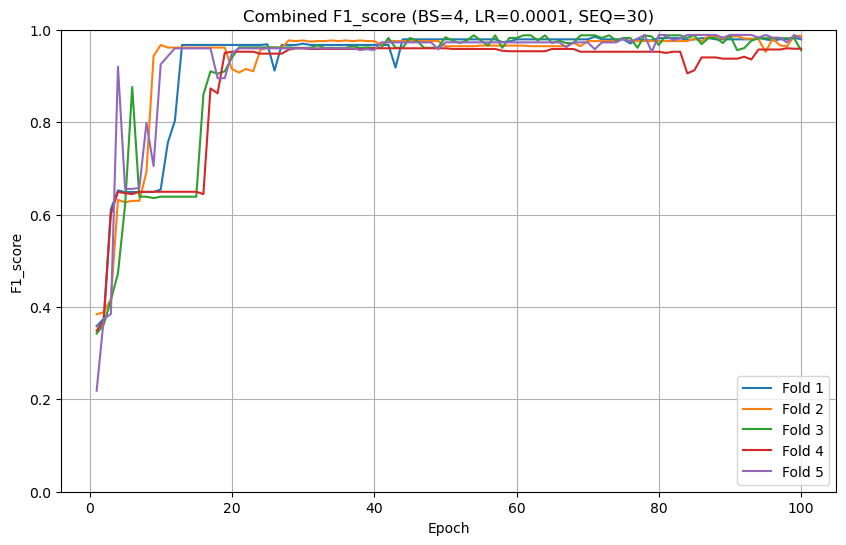 Combined F1_score (BS=4, LR=0.0001, SEQ=30)
F1_score
1.0
0.8
0.6
0.4
0.2
0.0
0 20 40 60 80 100
Epoch
Fold 1
Fold 2
Fold 3
Fold 4
Fold 5